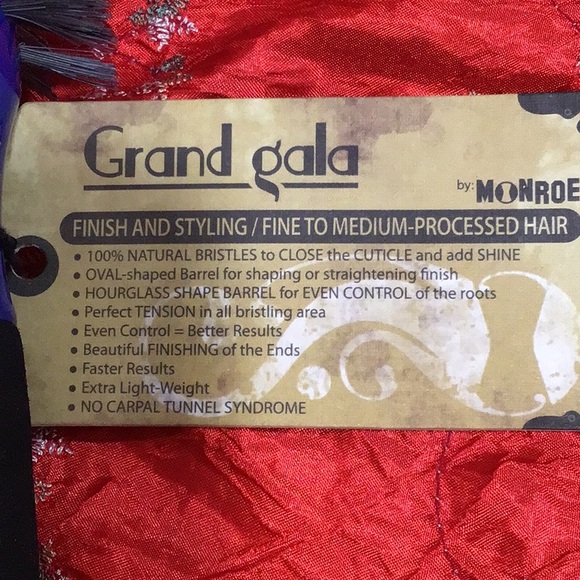 Grand gala
by: MONROE
FINISH AND STYLING / FINE TO MEDIUM-PROCESSED HAIR
• 100% NATURAL BRISTLES to CLOSE the CUTICLE and add SHINE
• OVAL-shaped Barrel for shaping or straightening finish
• HOURGLASS SHAPE BARREL for EVEN CONTROL of the roots
• Perfect TENSION in all bristling area
• Even Control = Better Results
• Beautiful FINISHING of the Ends
• Faster Results
• Extra Light-Weight
• NO CARPAL TUNNEL SYNDROME